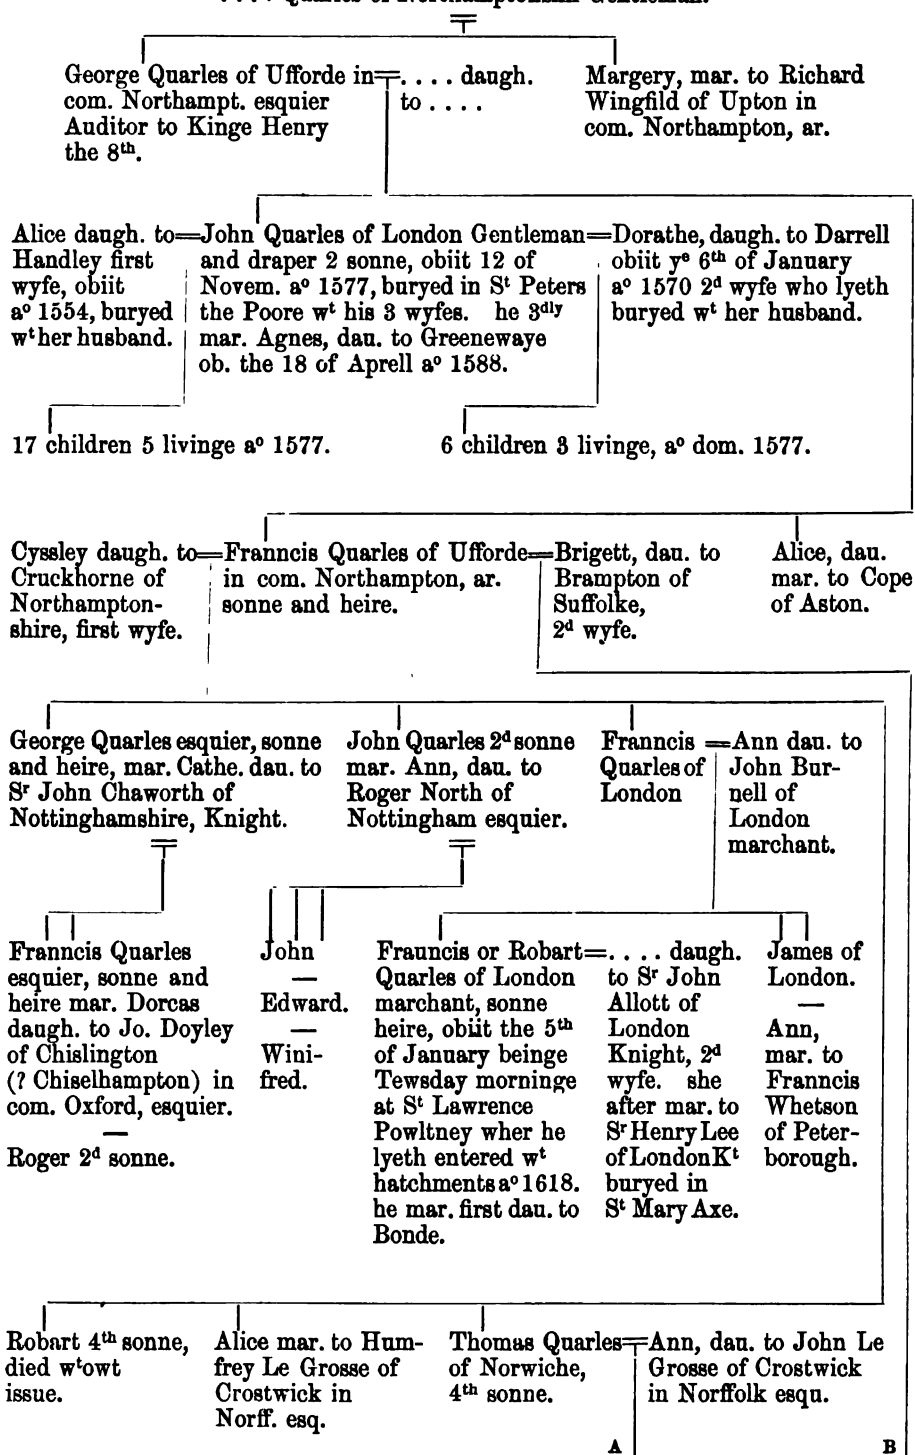 . . . . Quarles of Northamptonshir Gentleman.
George Quarles of Ufforde in=. . . . daugh.
com. Northampt. esquier to . . . .
Auditor to Kinge Henry
the 8th.
Margery, mar. to Richard
Wingfild of Upton in
com. Northampton, ar.
Alice daugh. to=
Handley first
wyfe, obiit
aº 1554, buryed
wt her husband.
John Quarles of London Gentleman=
and draper 2 sonne, obiit 12 of
Novem. aº 1577, buryed in St Peters
the Poore wt his 3 wyfes. he 3dly
mar. Agnes, dau. to Greenewaye
ob. the 18 of Aprell aº 1588.
Dorathe, daugh. to Darrell
obiit ye 6th of January
aº 1570 2d wyfe who lyeth
buryed wt her husband.
17 children 5 livinge aº 1577.
6 children 3 livinge, aº dom. 1577.
Cyssley daugh. to=
Cruckhorne of
Northampton-
shire, first wyfe.
Franncis Quarles of Ufforde=
in com. Northampton, ar.
sonne and heire.
Brigett, dau. to
Brampton of
Suffolke,
2d wyfe.
Alice, dau.
mar. to Cope
of Aston.
George Quarles esquier, sonne
and heire, mar. Cathe. dau. to
Sr John Chaworth of
Nottinghamshire, Knight.
John Quarles 2d sonne
mar. Ann, dau. to
Roger North of
Nottingham esquier.
Franncis =
Quarles of
London
Ann dau. to
John Bur-
nell of
London
marchant.
Franncis Quarles
esquier, sonne and
heire mar. Dorcas
daugh. to Jo. Doyley
of Chislington
(? Chiselhampton) in
com. Oxford, esquier.
—
Roger 2d sonne.
John
—
Edward.
—
Wini-
fred.
Frauncis or Robart=
Quarles of London
marchant, sonne
heire, obiit the 5th
of January beinge
Tewsday morninge
at St Lawrence
Powltney wher he
lyeth entered wt
hatchments aº 1618.
he mar. first dau. to
Bonde.
. . . . daugh.
to Sr John
Allott of
London
Knight, 2d
wyfe. she
after mar. to
Sr Henry Lee
of London Kt
buryed in
St Mary Axe.
James of
London.
—
Ann,
mar. to
Franncis
Whetson
of Peter-
borough.
Robart 4th sonne,
died wtowt
issue.
Alice mar. to Hum-
frey Le Grosse of
Crostwick in
Norff. esq.
Thomas Quarles=
of Norwiche,
4th sonne.
Ann, dau. to John Le
Grosse of Crostwick
in Norffolk esqu.
A
B